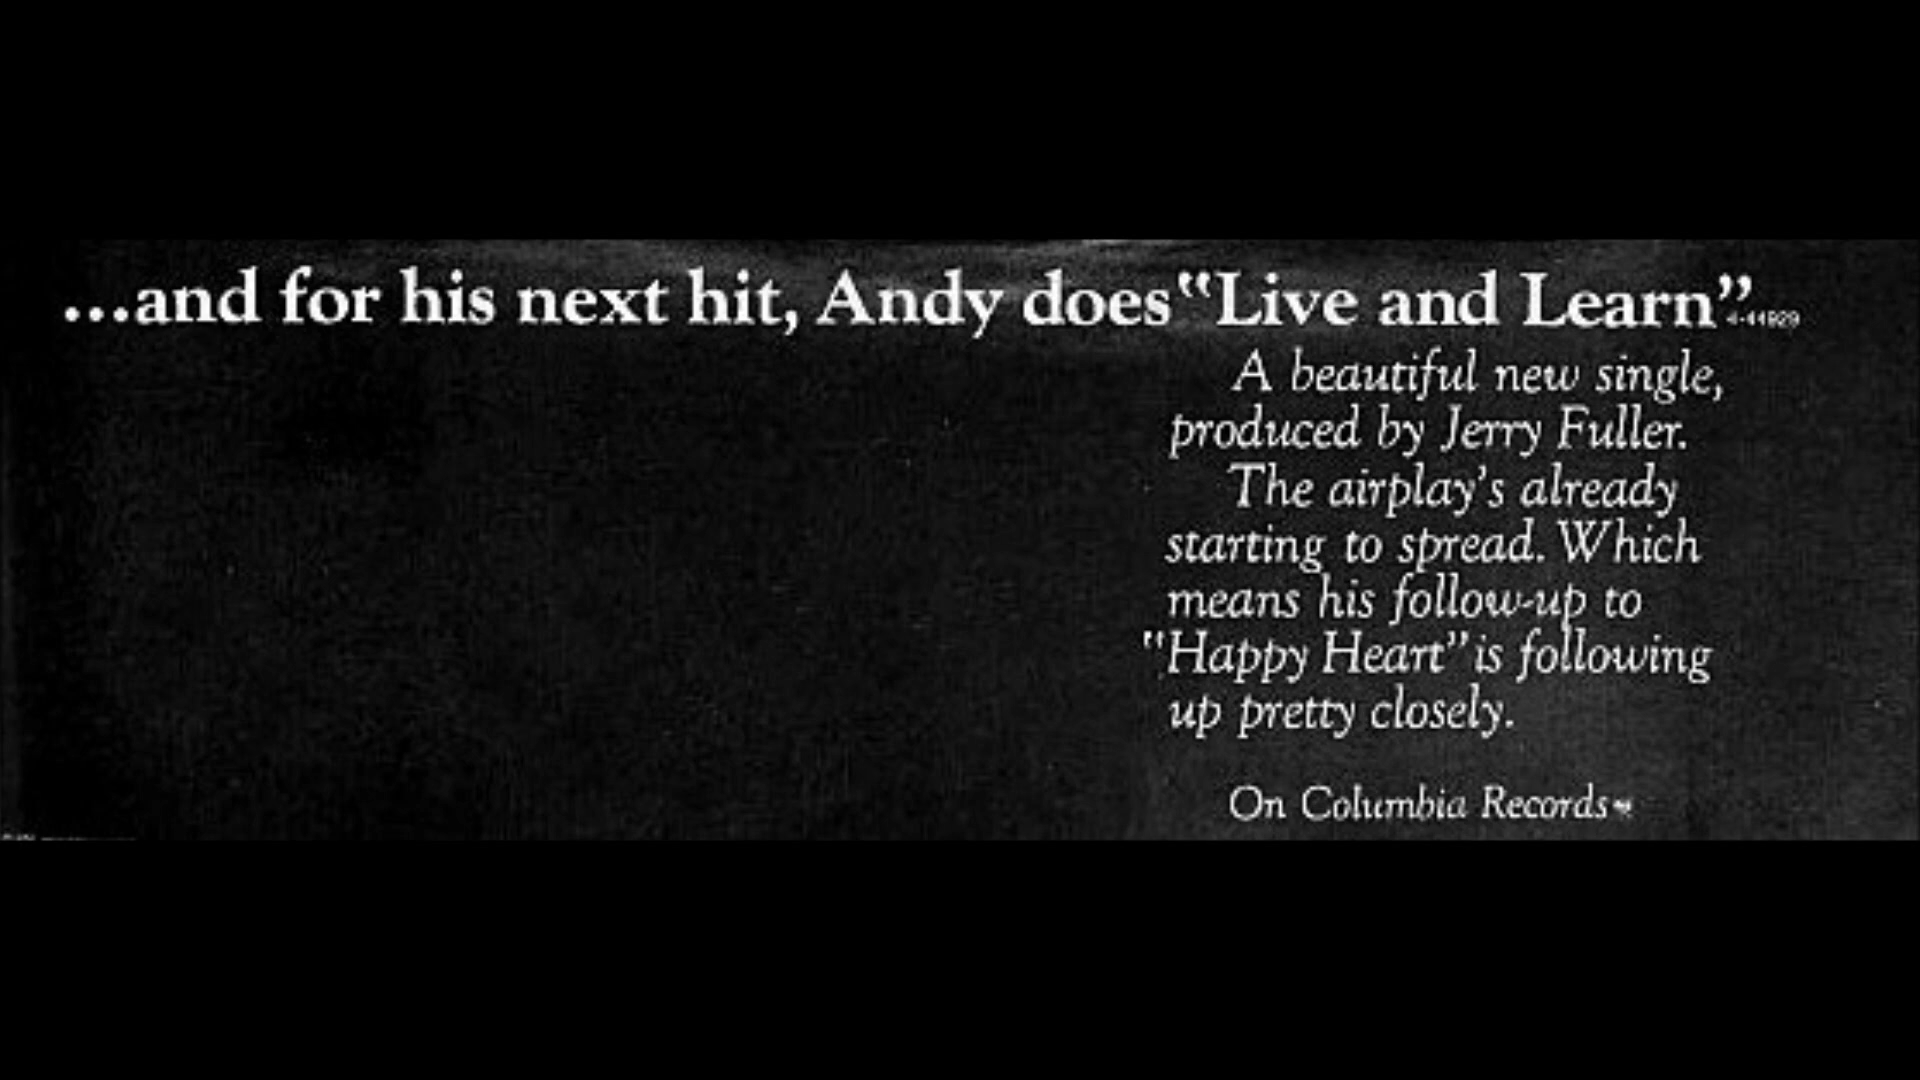 ...and for his next hit, Andy does “Live and Learn” 4-44929
A beautiful new single,
produced by Jerry Fuller.
The airplay's already
starting to spread. Which
means his follow-up to
"Happy Heart" is following
up pretty closely.
On Columbia Records